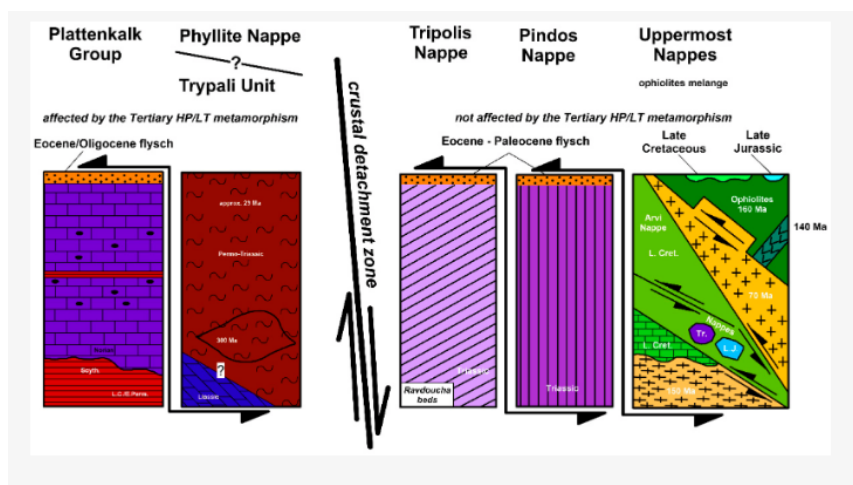 Plattenkalk
Group
Phyllite Nappe
?
Trypali Unit
Tripolis
Nappe
Pindos
Nappe
Uppermost
Nappes
ophiolites melange
affected by the Tertiary HP/LT metamorphism
not affected by the Tertiary HP/LT metamorphism
Eocene/Oligocene flysch
Eocene - Paleocene flysch
Late
Cretaceous
Late
Jurassic
crustal detachment zone
approx. 25 Ma
Permo-Triassic
300 Ma
?
Liassic
Scyth.
L.C./E.Perm.
Triassic
Ravdoucha
beds
Triassic
Ophiolites
160 Ma
140 Ma
Arvi
Nappe
L. Cret.
70 Ma
Nappes
Tr.
L.J.
L. Cret.